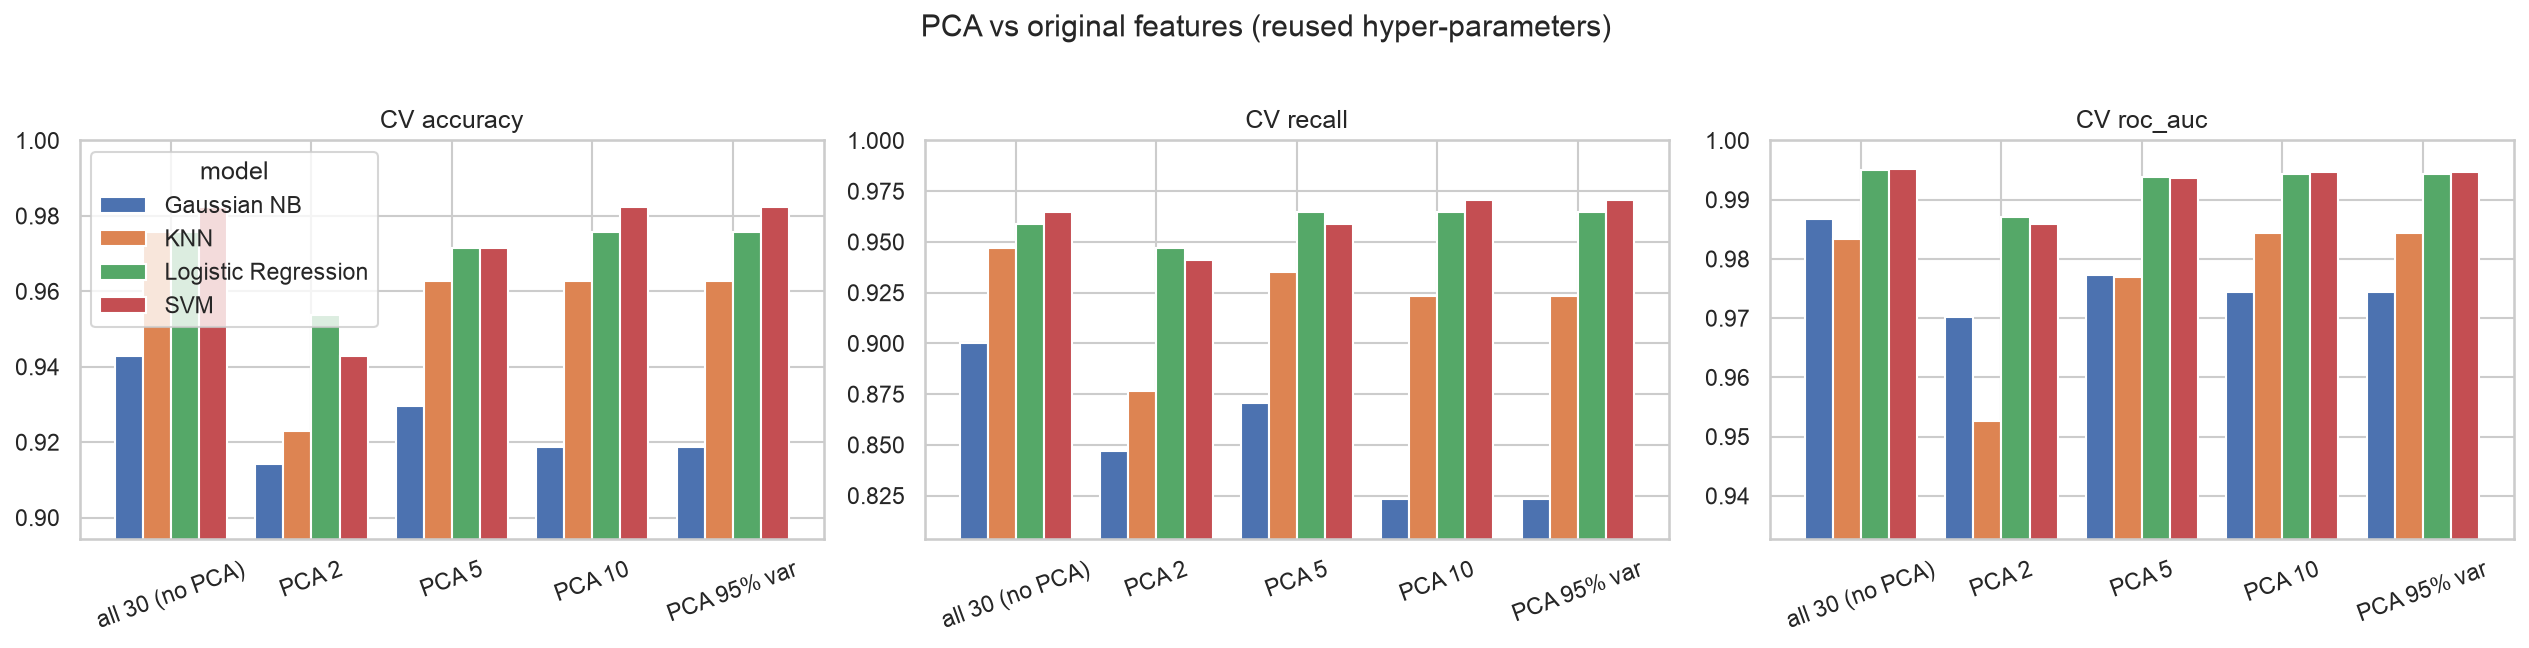 PCA vs original features (reused hyper-parameters)
CV accuracy
1.00
0.98
0.96
0.94
0.92
0.90
model
Gaussian NB
KNN
Logistic Regression
SVM
all 30 (no PCA)
PCA 2
PCA 5
PCA 10
PCA 95% var
CV recall
1.000
0.975
0.950
0.925
0.900
0.875
0.850
0.825
all 30 (no PCA)
PCA 2
PCA 5
PCA 10
PCA 95% var
CV roc_auc
1.00
0.99
0.98
0.97
0.96
0.95
0.94
all 30 (no PCA)
PCA 2
PCA 5
PCA 10
PCA 95% var